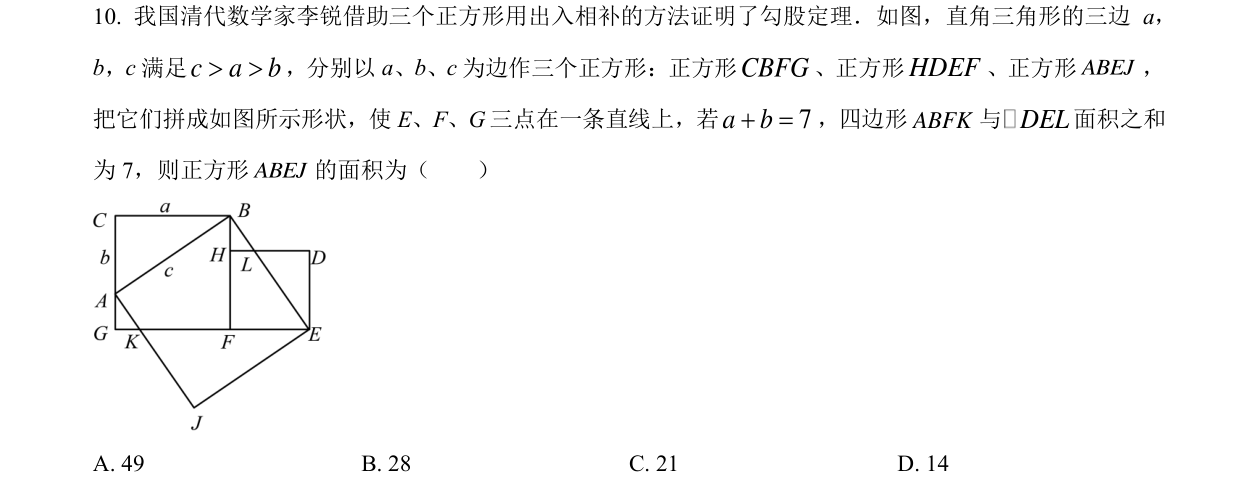 10. 我国清代数学家李锐借助三个正方形用出入相补的方法证明了勾股定理．如图，直角三角形的三边 a，
b，c 满足 c > a > b，分别以 a、b、c 为边作三个正方形：正方形 CBFG 、正方形 HDEF 、正方形 ABEJ ，
把它们拼成如图所示形状，使 E、F、G 三点在一条直线上，若 a + b = 7，四边形 ABFK 与□DEL 面积之和
为 7，则正方形 ABEJ 的面积为（　　）
C a B
b H L D
c
A
G K F E
J
A. 49 B. 28 C. 21 D. 14